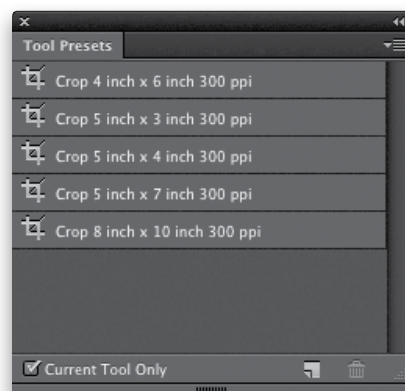 Tool Presets
Crop 4 inch x 6 inch 300 ppi
Crop 5 inch x 3 inch 300 ppi
Crop 5 inch x 4 inch 300 ppi
Crop 5 inch x 7 inch 300 ppi
Crop 8 inch x 10 inch 300 ppi
Current Tool Only